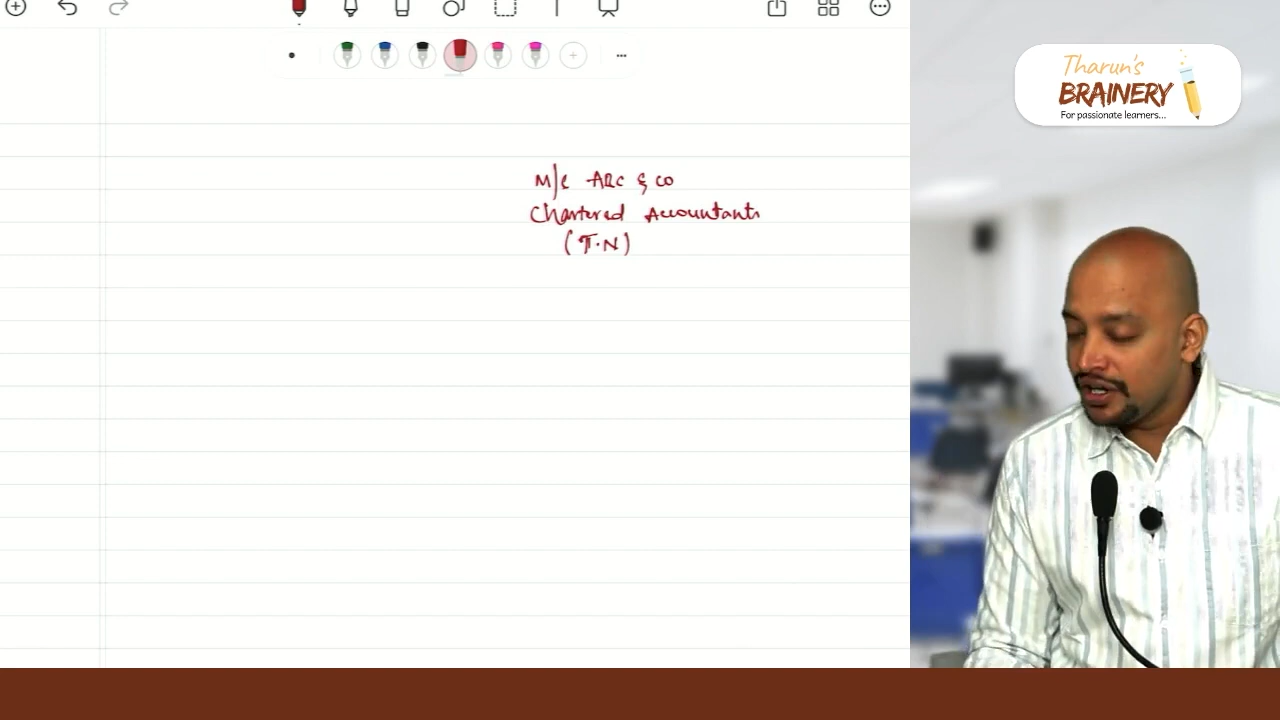 Tharun's
BRAINERY
For passionate learners...
M/s ABC & co
Chartered Accountants
(T.N)